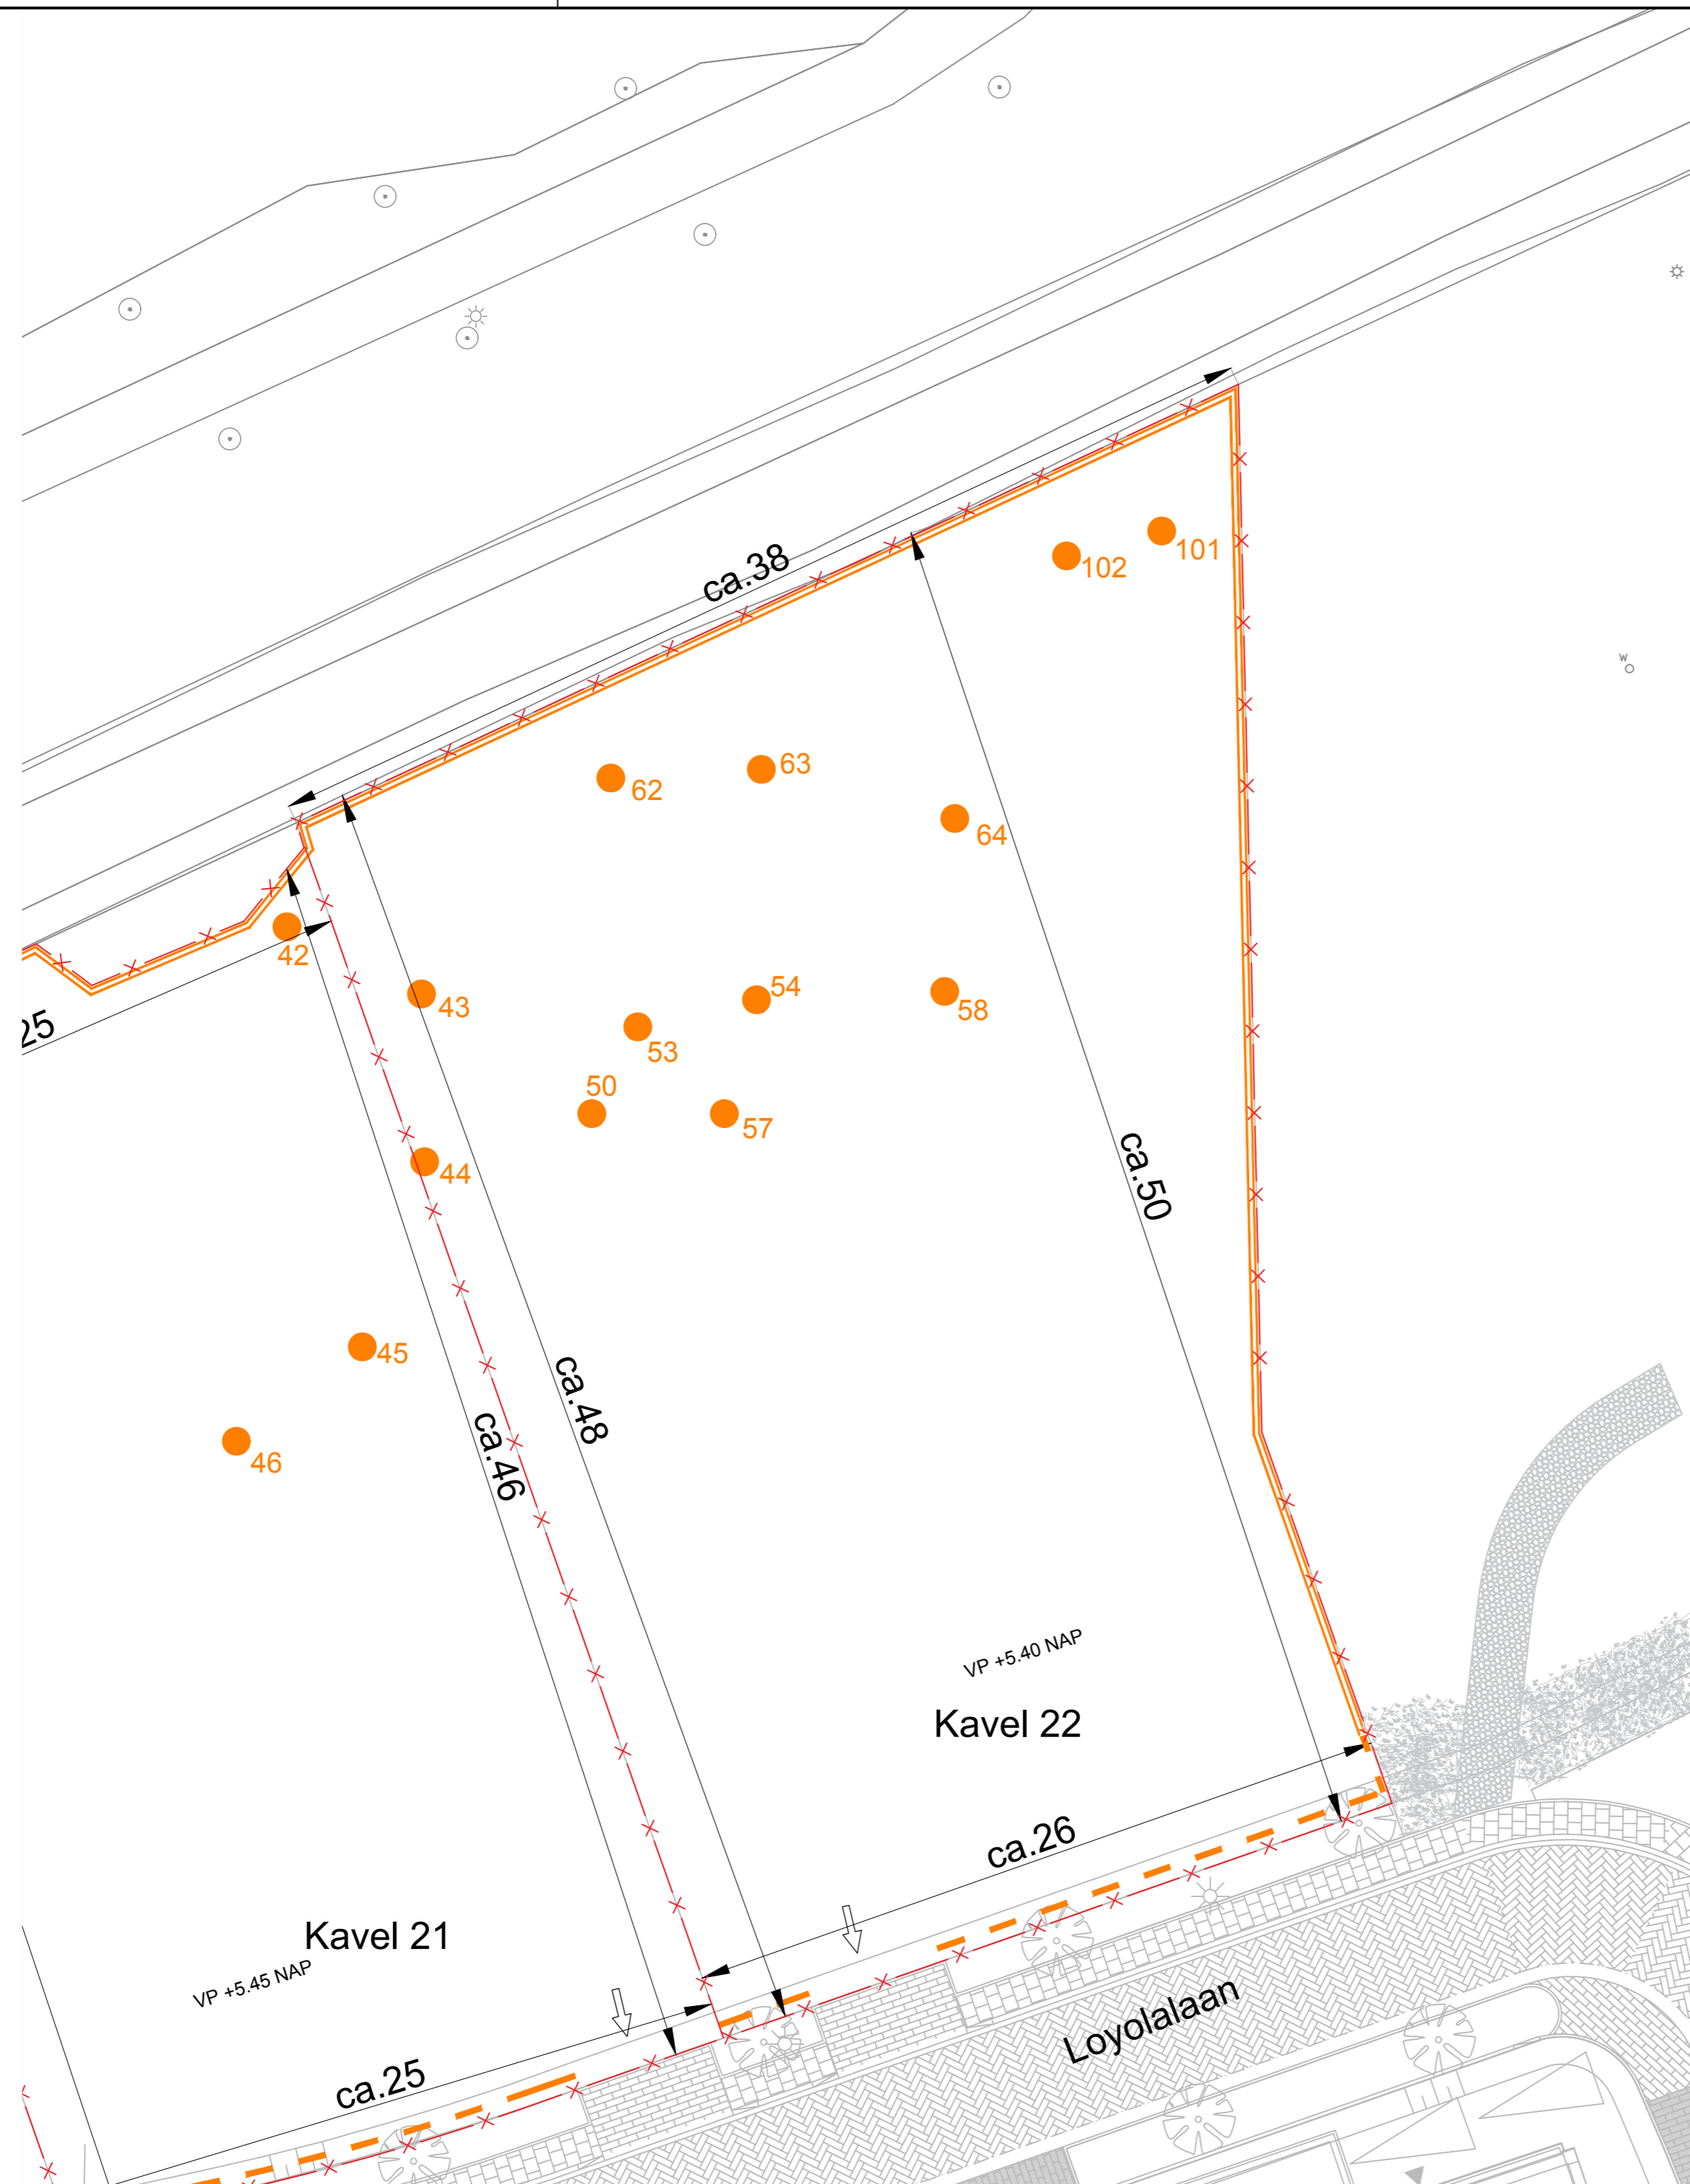 101
102
ca.38
w
63
62
64
42
54
58
43
25
53
50
57
ca.50
44
45
ca.48
46
ca.46
VP +5.40 NAP
Kavel 22
ca.26
Kavel 21
VP +5.45 NAP
Loyolalaan
ca.25